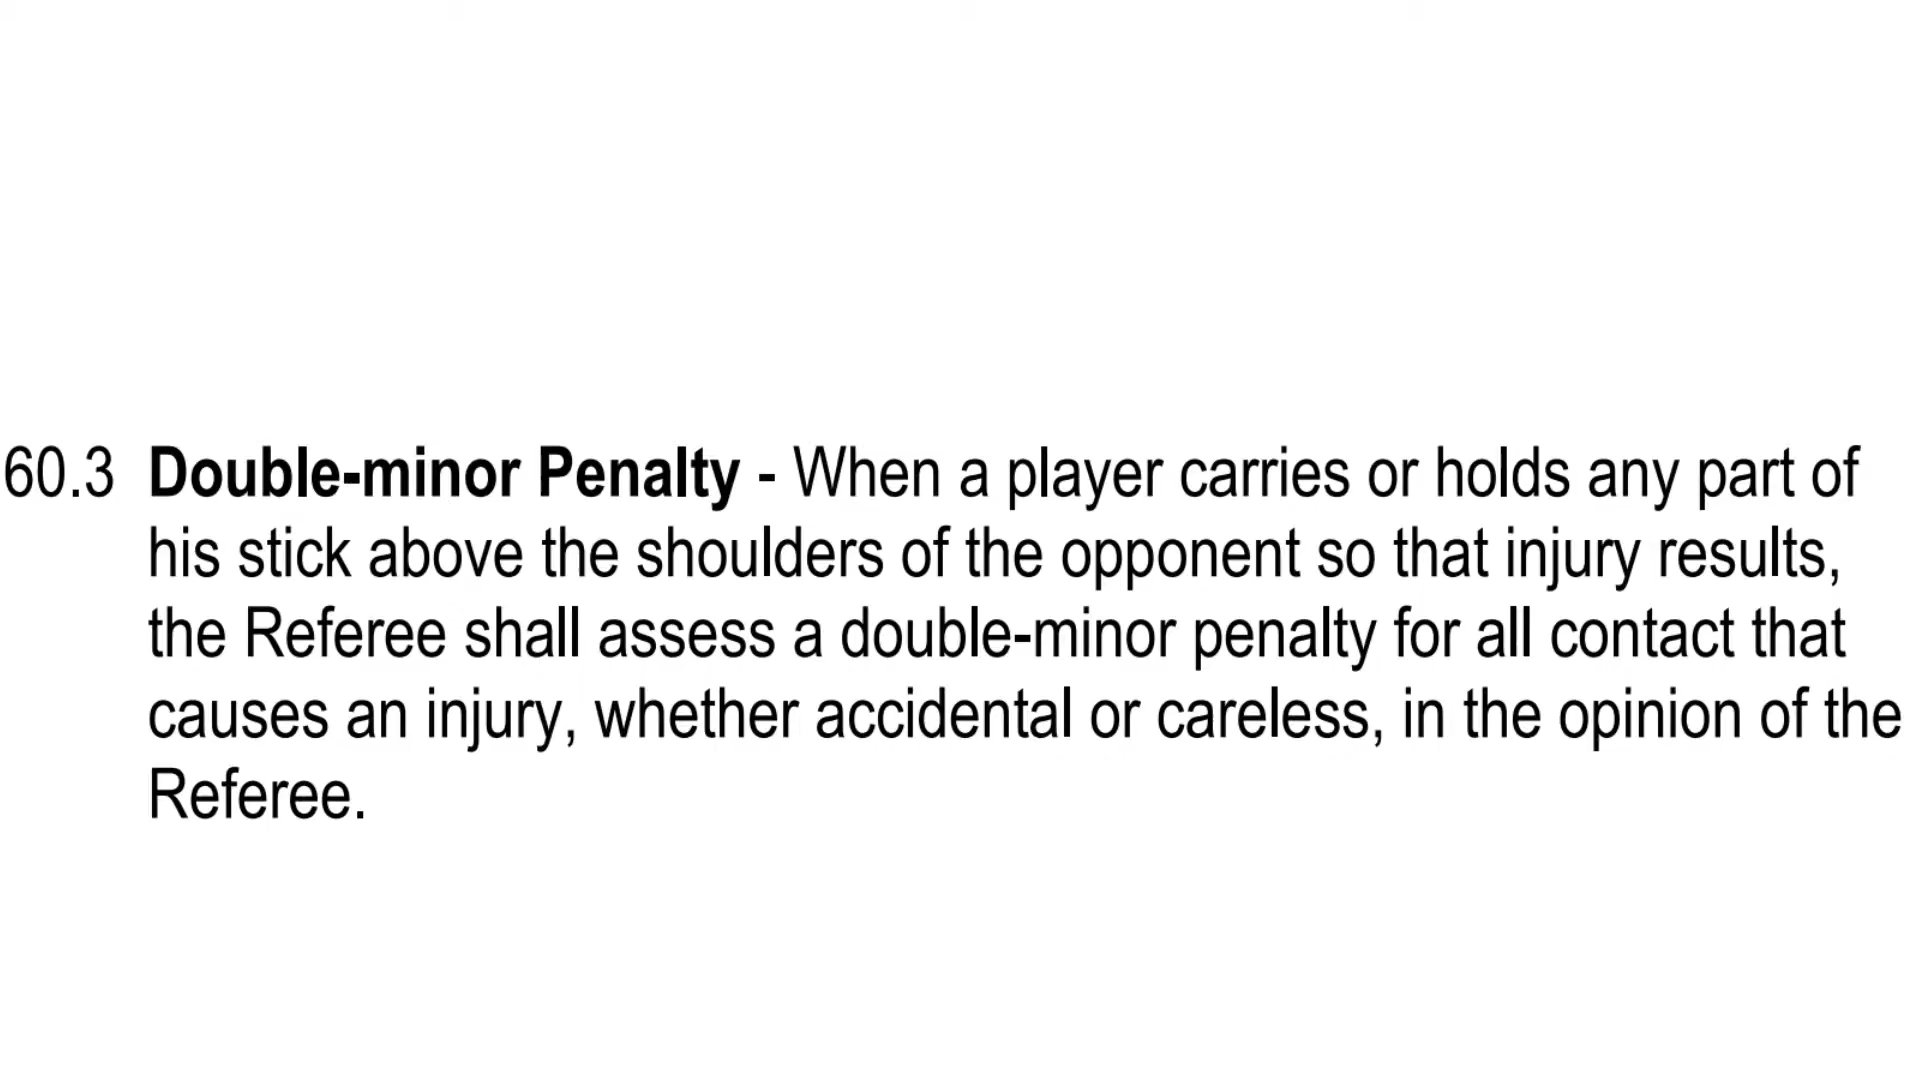 60.3 Double-minor Penalty - When a player carries or holds any part of
his stick above the shoulders of the opponent so that injury results,
the Referee shall assess a double-minor penalty for all contact that
causes an injury, whether accidental or careless, in the opinion of the
Referee.